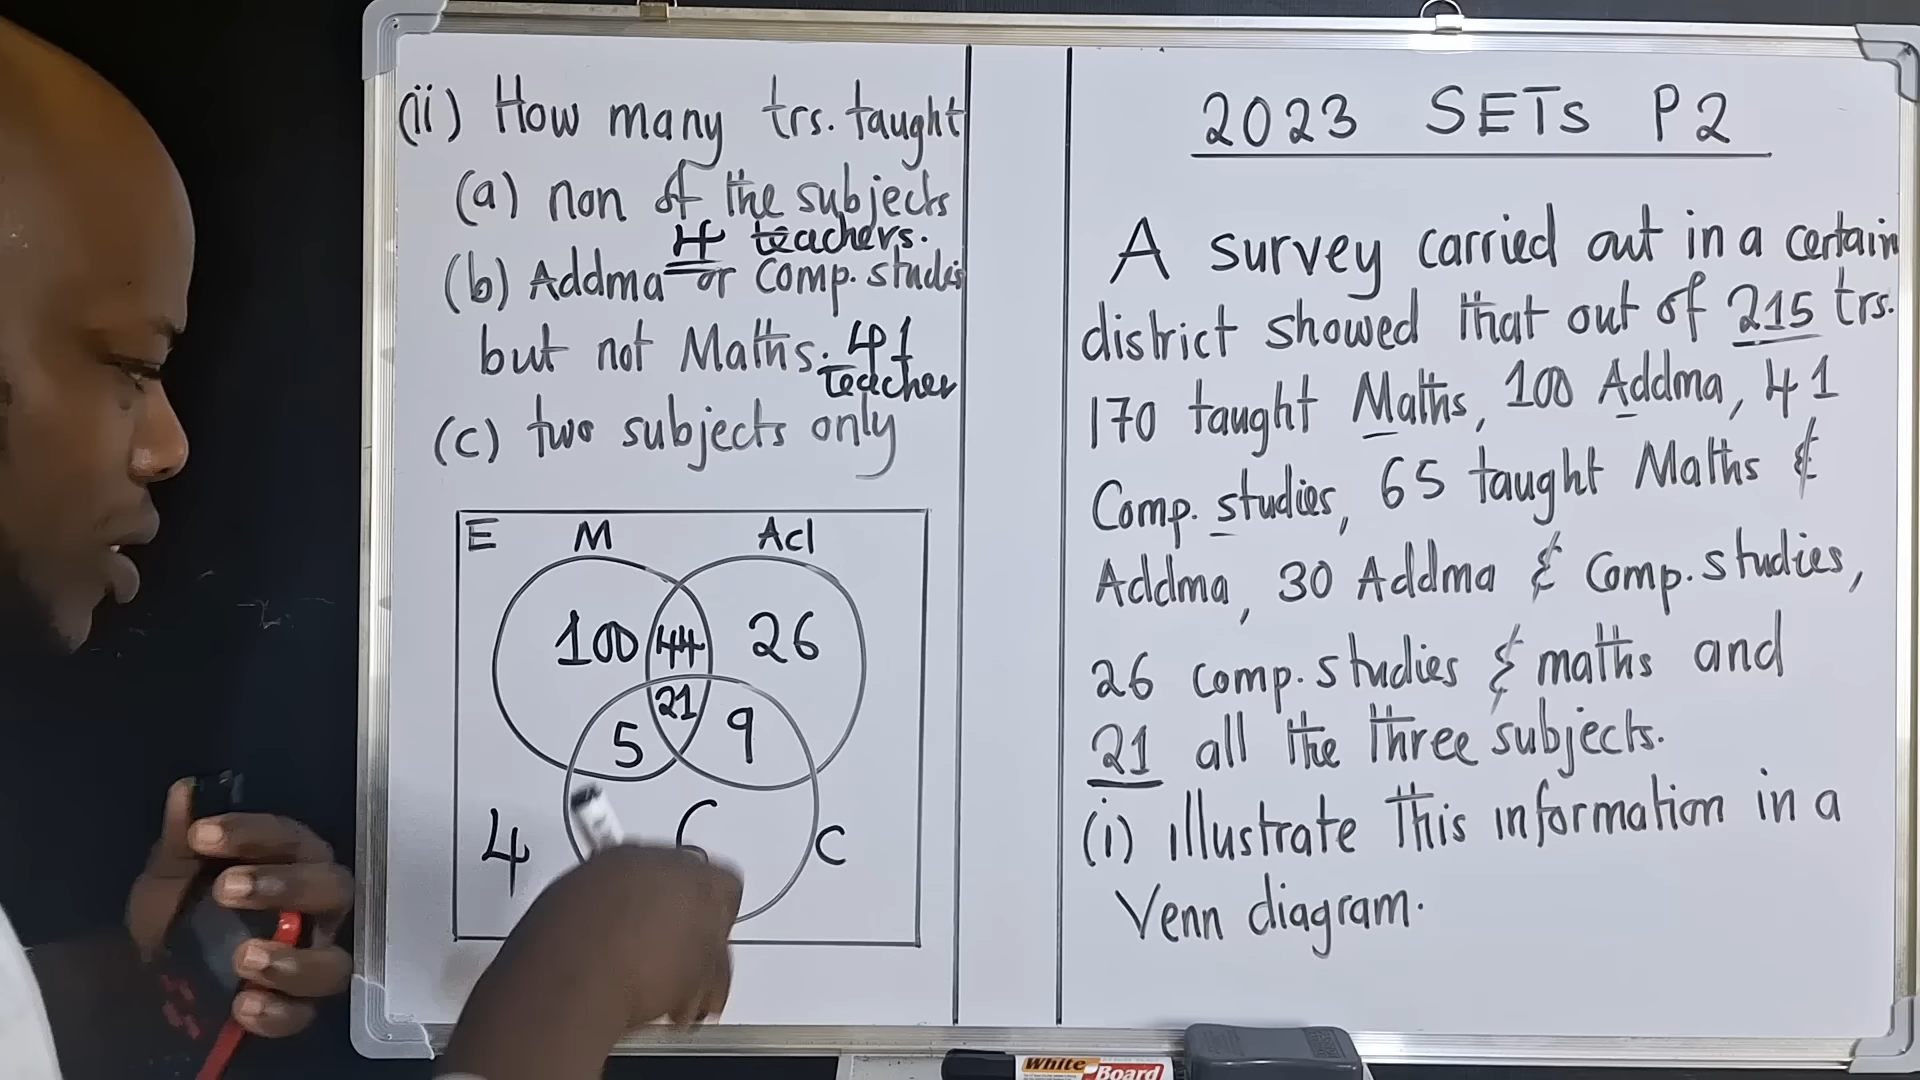 (ii) How many trs. taught
(a) non of the subjects
4 teachers.
(b) Addma or Comp. studi
but not Maths. 41
teacher
(c) two subjects only
E M Ad
100 44 26
21
5 9
4 6 C
2023 SETs P2
A survey carried out in a certain
district showed that out of 215 trs.
170 taught Maths, 100 Addma, 41
Comp. studies, 65 taught Maths &
Addma, 30 Addma & Comp. studies,
26 comp. studies & maths and
21 all the three subjects.
(i) illustrate this information in a
Venn diagram.
White
Board